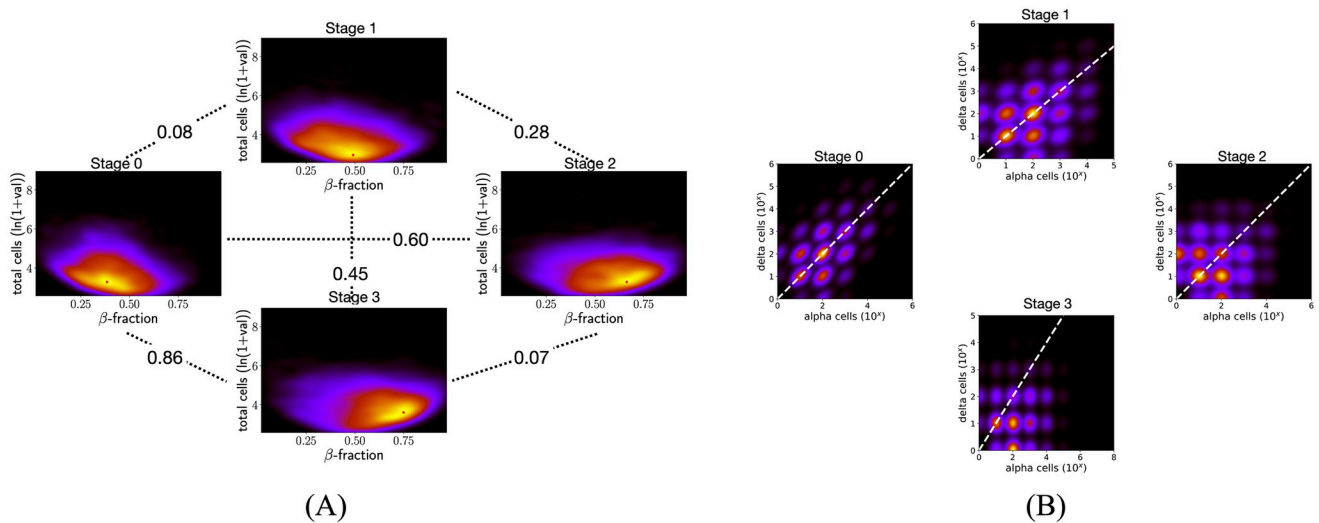 Stage 1
total cells (ln(1+val))
8
6
4
0.25 0.50 0.75
β-fraction
0.08
0.28
Stage 0
total cells (ln(1+val))
8
6
4
0.25 0.50 0.75
β-fraction
Stage 2
total cells (ln(1+val))
8
6
4
0.25 0.50 0.75
β-fraction
0.60
0.45
Stage 3
total cells (ln(1+val))
8
6
4
0.25 0.50 0.75
β-fraction
0.86
0.07
(A)
Stage 1
delta cells (10ˣ)
5
4
3
2
1
0
0 1 2 3 4 5
alpha cells (10ˣ)
Stage 0
delta cells (10ˣ)
6
5
4
3
2
1
0
0 2 4 6
alpha cells (10ˣ)
Stage 2
delta cells (10ˣ)
6
5
4
3
2
1
0
0 2 4 6
alpha cells (10ˣ)
Stage 3
delta cells (10ˣ)
5
4
3
2
1
0
0 2 4 6 8
alpha cells (10ˣ)
(B)